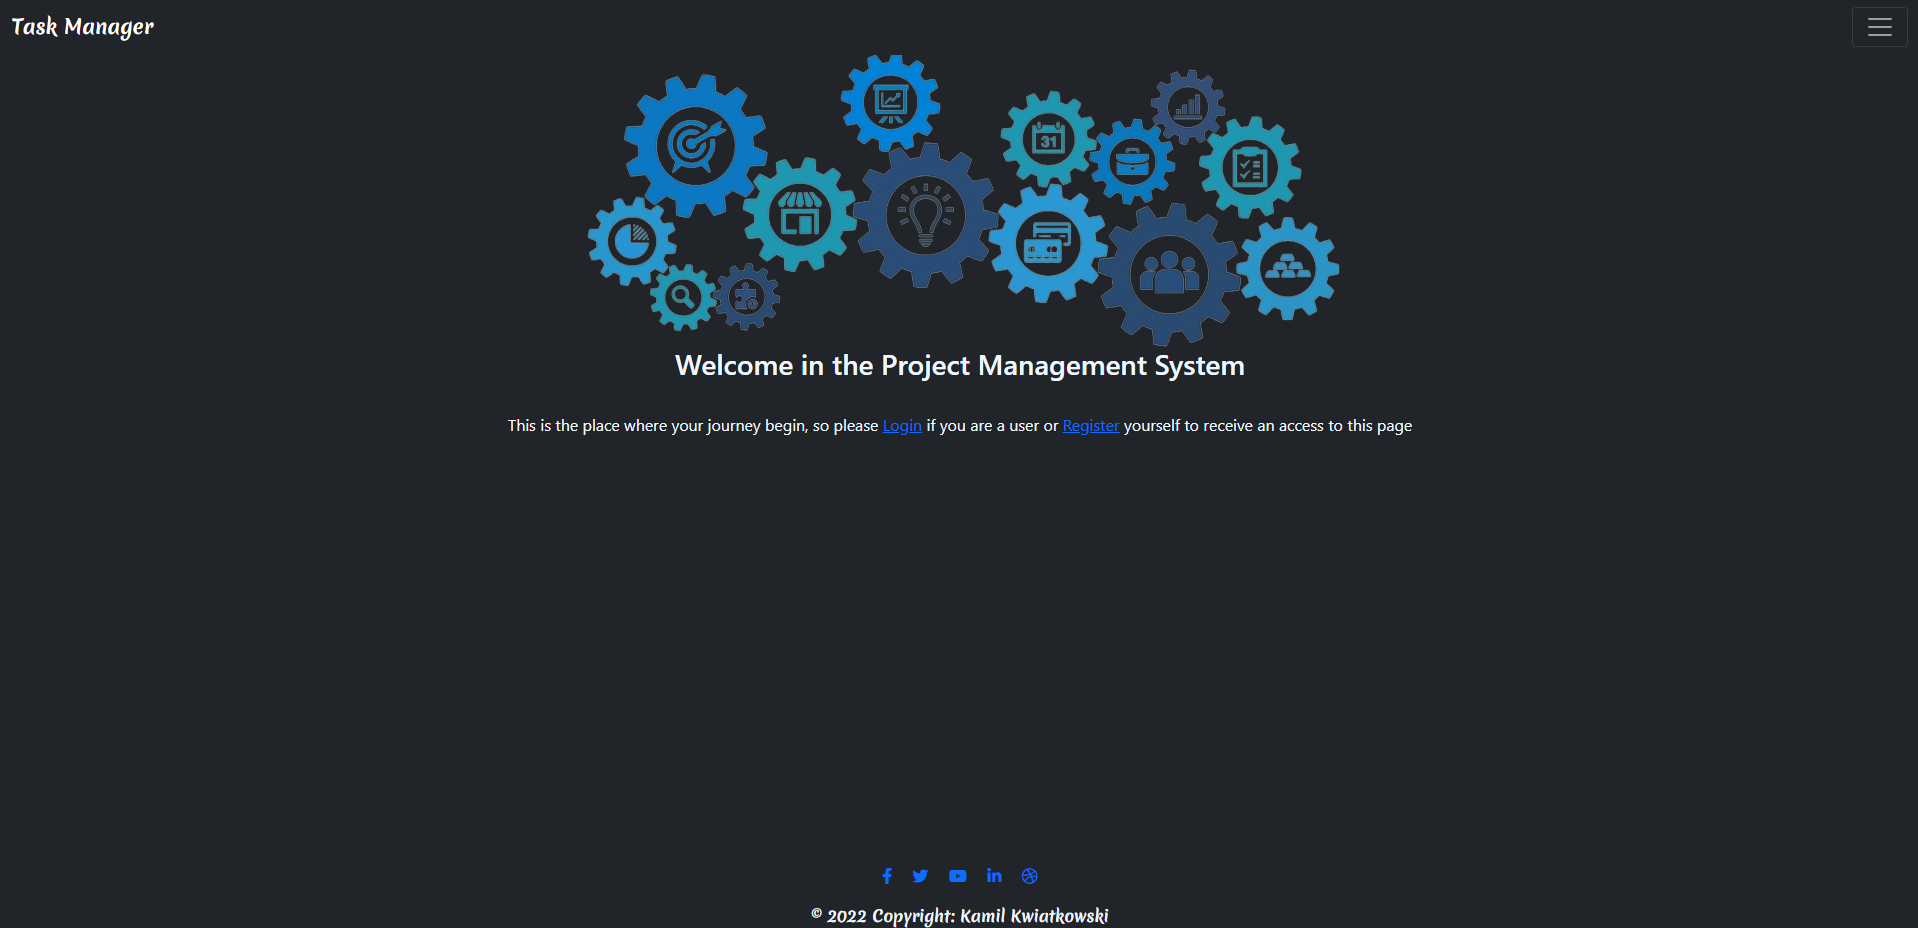 Task Manager
31
Welcome in the Project Management System
This is the place where your journey begin, so please Login if you are a user or Register yourself to receive an access to this page
© 2022 Copyright: Kamil Kwiatkowski